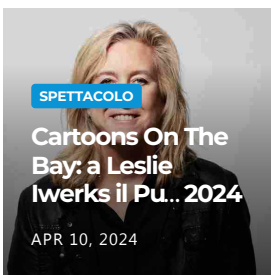 SPETTACOLO
Cartoons On The
Bay: a Leslie
Iwerks il Pu... 2024
APR 10, 2024